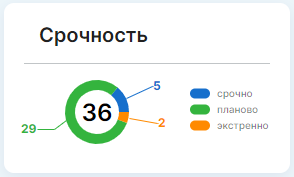 Срочность
5
36
2
29
срочно
планово
экстренно